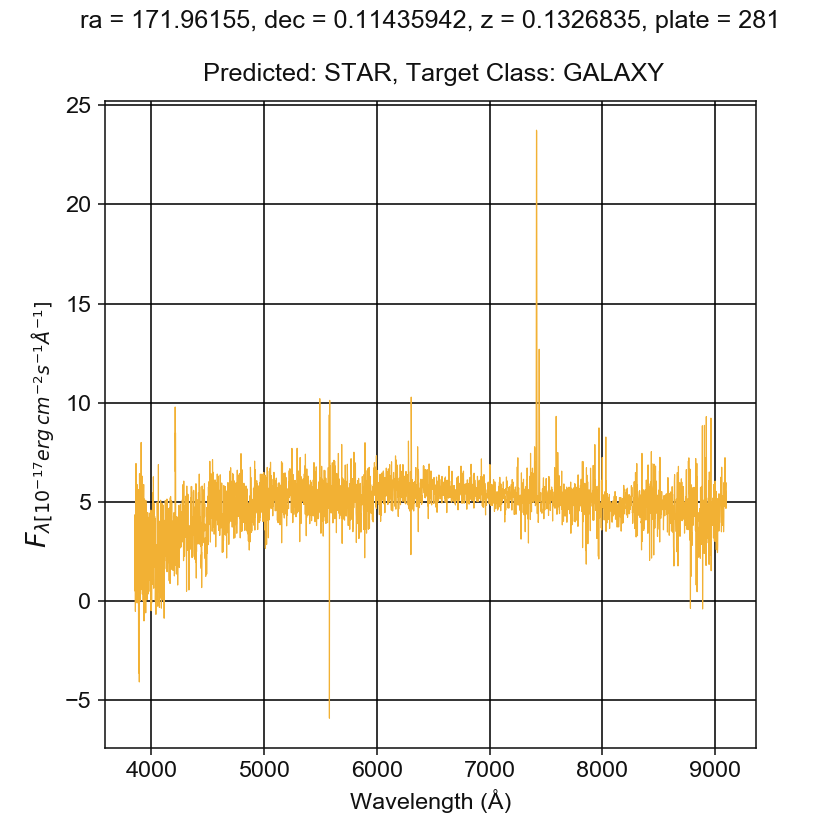 ra = 171.96155, dec = 0.11435942, z = 0.1326835, plate = 281
Predicted: STAR, Target Class: GALAXY
25
20
15
10
5
0
−5
F_λ[10⁻¹⁷ erg cm⁻² s⁻¹ Å⁻¹]
4000 5000 6000 7000 8000 9000
Wavelength (Å)